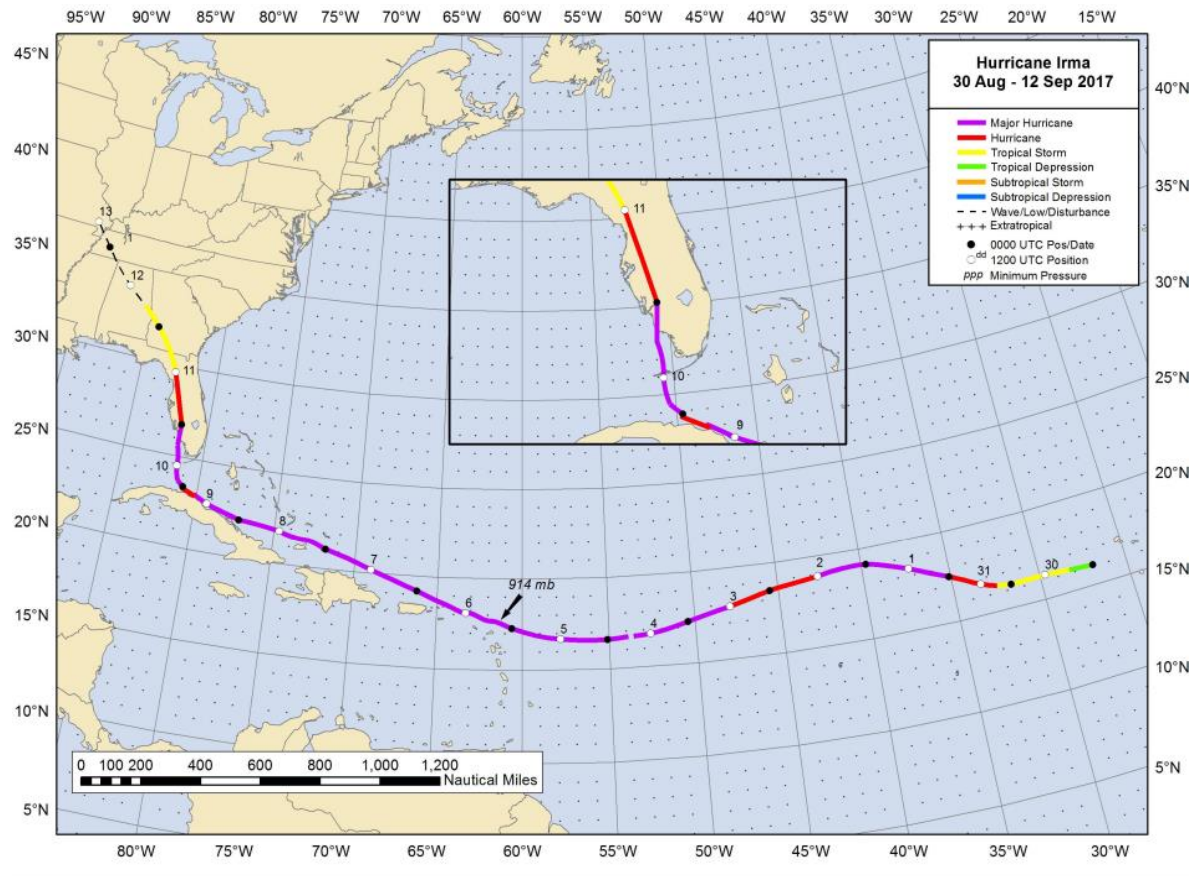 95°W 90°W 85°W 80°W 75°W 70°W 65°W 60°W 55°W 50°W 45°W 40°W 35°W 30°W 25°W 20°W 15°W
Hurricane Irma
30 Aug - 12 Sep 2017
Major Hurricane
Hurricane
Tropical Storm
Tropical Depression
Subtropical Storm
Subtropical Depression
Wave/Low/Disturbance
Extratropical
0000 UTC Pos/Date
dd
1200 UTC Position
ppp Minimum Pressure
45°N
40°N
35°N
30°N
25°N
20°N
15°N
10°N
5°N
40°N
35°N
30°N
25°N
20°N
15°N
10°N
5°N
13
12
11
10
9
8
7
6
914 mb
5
4
3
2
1
31
30
11
10
9
0 100 200 400 600 800 1,000 1,200
Nautical Miles
80°W 75°W 70°W 65°W 60°W 55°W 50°W 45°W 40°W 35°W 30°W